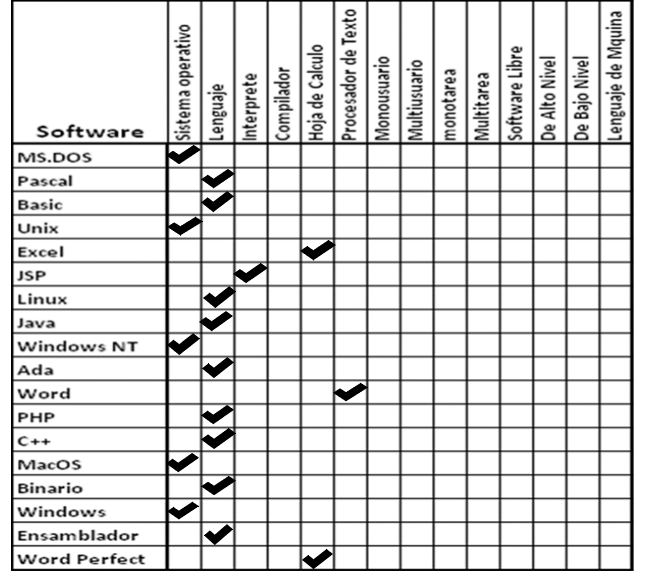 Software
Sistema operativo
Lenguaje
Interprete
Compilador
Hoja de Calculo
Procesador de Texto
Monousuario
Multiusuario
monotarea
Multitarea
Software Libre
De Alto Nivel
De Bajo Nivel
Lenguaje de Mquina
MS.DOS
Pascal
Basic
Unix
Excel
JSP
Linux
Java
Windows NT
Ada
Word
PHP
C++
MacOS
Binario
Windows
Ensamblador
Word Perfect